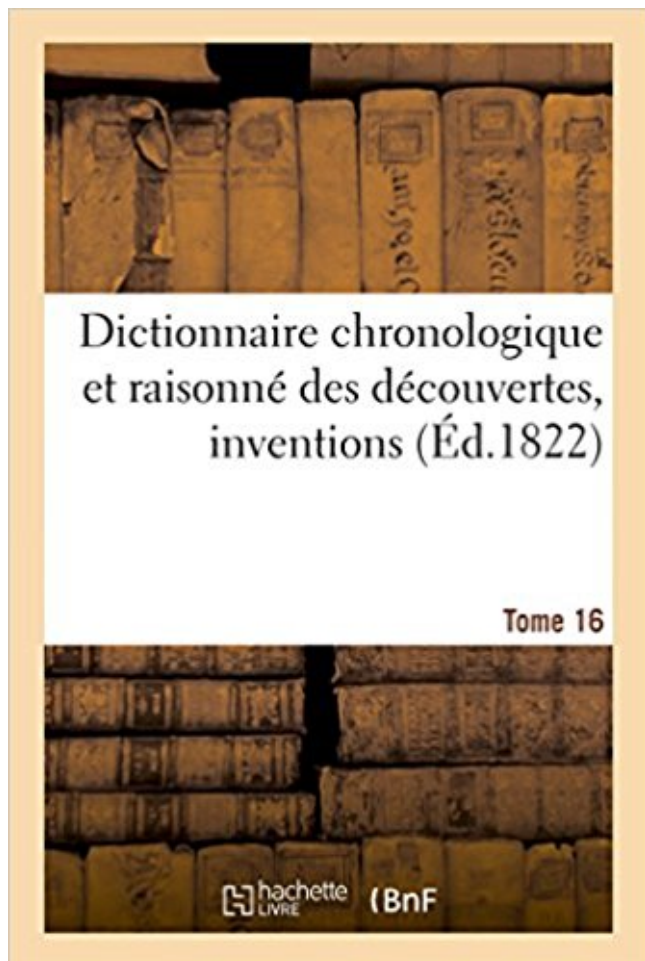 Dictionnaire chronologique
et raisonné des découvertes,
inventions (Éd.1822)
Tome 16
hachette
LIVRE
(BnF